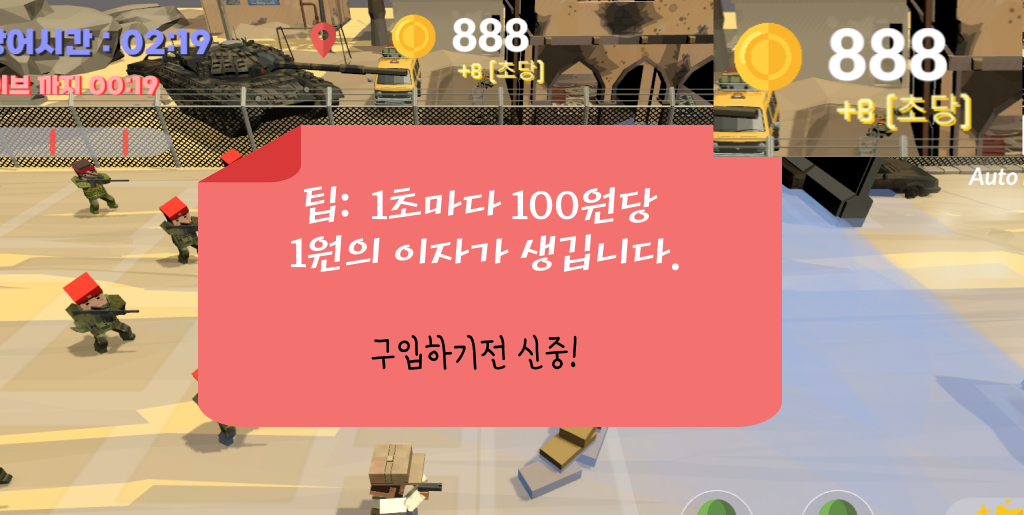 방어시간 : 02:19
888
+8 [초당]
888
+8 [초당]
이브 까지 00:19
Auto
팁: 1초마다 100원당
1원의 이자가 생깁니다.
구입하기전 신중!